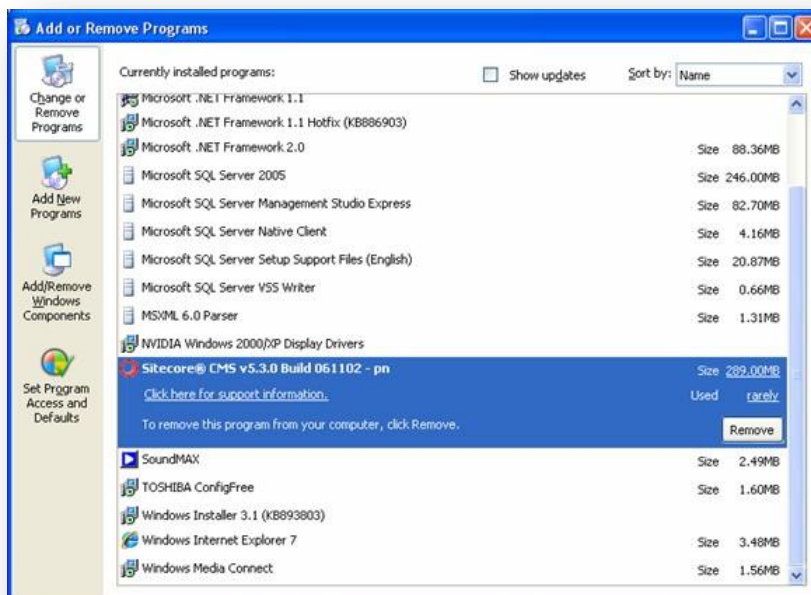 Add or Remove Programs
Change or
Remove
Programs
Add New
Programs
Add/Remove
Windows
Components
Set Program
Access and
Defaults
Currently installed programs:
Show updates
Sort by: Name
Microsoft .NET Framework 1.1
Microsoft .NET Framework 1.1 Hotfix (KB886903)
Microsoft .NET Framework 2.0 Size 88.36MB
Microsoft SQL Server 2005 Size 246.00MB
Microsoft SQL Server Management Studio Express Size 82.70MB
Microsoft SQL Server Native Client Size 4.16MB
Microsoft SQL Server Setup Support Files (English) Size 20.87MB
Microsoft SQL Server VSS Writer Size 0.66MB
MSXML 6.0 Parser Size 1.31MB
NVIDIA Windows 2000/XP Display Drivers
Sitecore® CMS v5.3.0 Build 061102 - pn Size 289.00MB
Click here for support information. Used rarely
To remove this program from your computer, click Remove. Remove
SoundMAX Size 2.49MB
TOSHIBA ConfigFree Size 1.60MB
Windows Installer 3.1 (KB893803)
Windows Internet Explorer 7 Size 3.48MB
Windows Media Connect Size 1.56MB